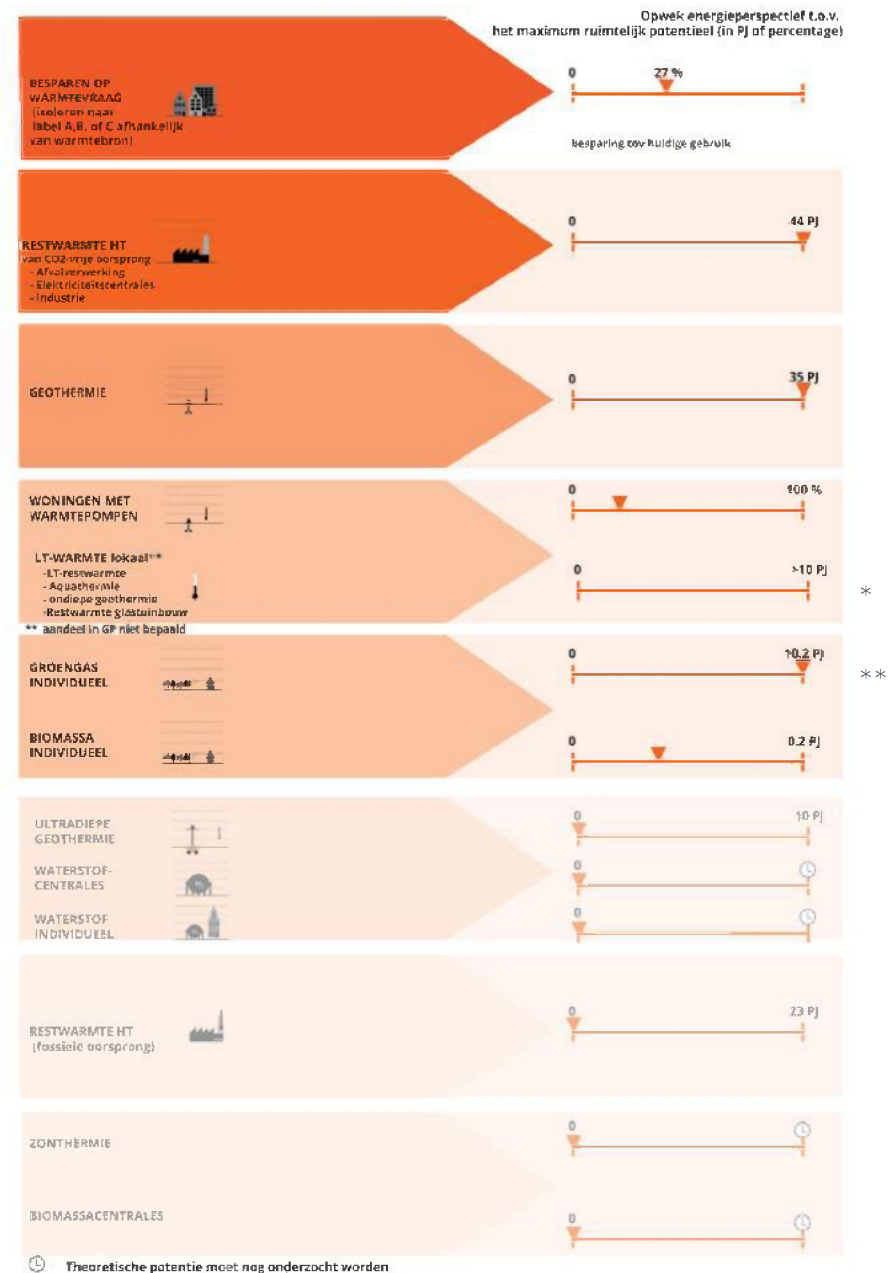 Opwek energieperspectief t.o.v.
het maximum ruimtelijk potentieel (in PJ of percentage)
BESPAREN OP
WARMTEVRAAG
(isoleren naar
label A,B, of C afhankelijk
van warmtebron)
0
27 %
besparing tov huidige gebruik
RESTWARMTE HT
van CO2-vrije oorsprong
- Afvalverwerking
- Elektriciteitscentrales
- Industrie
0
44 PJ
GEOTHERMIE
0
35 PJ
WONINGEN MET
WARMTEPOMPEN
0
100 %
LT-WARMTE lokaal**
-LT-restwarmte
- Aquathermie
- ondiepe geothermie
-Restwarmte glastuinbouw
** aandeel in GP niet bepaald
0
>10 PJ
*
GROENGAS
INDIVIDUEEL
0
10.2 PJ
**
BIOMASSA
INDIVIDUEEL
0
0.2 PJ
ULTRADIEPE
GEOTHERMIE
0
10 PJ
WATERSTOF-
CENTRALES
0
WATERSTOF
INDIVIDUEEL
0
RESTWARMTE HT
(fossiele oorsprong)
0
23 PJ
ZONTHERMIE
0
BIOMASSACENTRALES
0
Theoretische potentie moet nog onderzocht worden